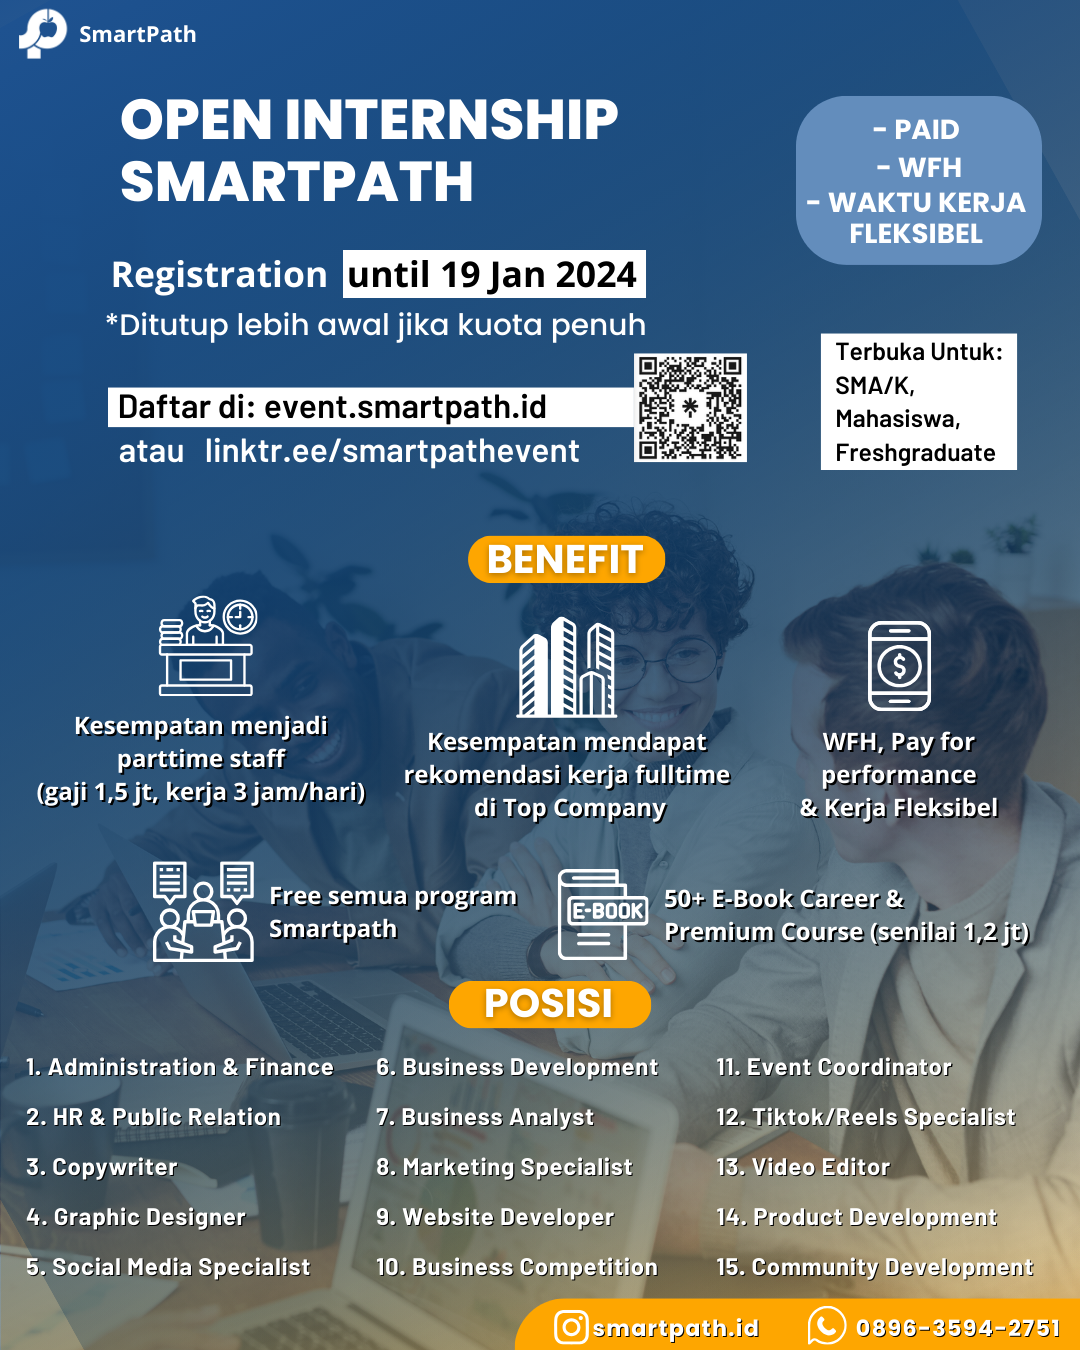 SmartPath
OPEN INTERNSHIP
SMARTPATH
- PAID
- WFH
- WAKTU KERJA
FLEKSIBEL
Registration until 19 Jan 2024
*Ditutup lebih awal jika kuota penuh
Daftar di: event.smartpath.id
atau linktr.ee/smartpathevent
Terbuka Untuk:
SMA/K,
Mahasiswa,
Freshgraduate
BENEFIT
Kesempatan menjadi
parttime staff
(gaji 1,5 jt, kerja 3 jam/hari)
Kesempatan mendapat
rekomendasi kerja fulltime
di Top Company
WFH, Pay for
performance
& Kerja Fleksibel
Free semua program
Smartpath
E-BOOK
50+ E-Book Career &
Premium Course (senilai 1,2 jt)
POSISI
1. Administration & Finance
2. HR & Public Relation
3. Copywriter
4. Graphic Designer
5. Social Media Specialist
6. Business Development
7. Business Analyst
8. Marketing Specialist
9. Website Developer
10. Business Competition
11. Event Coordinator
12. Tiktok/Reels Specialist
13. Video Editor
14. Product Development
15. Community Development
smartpath.id
0896-3594-2751